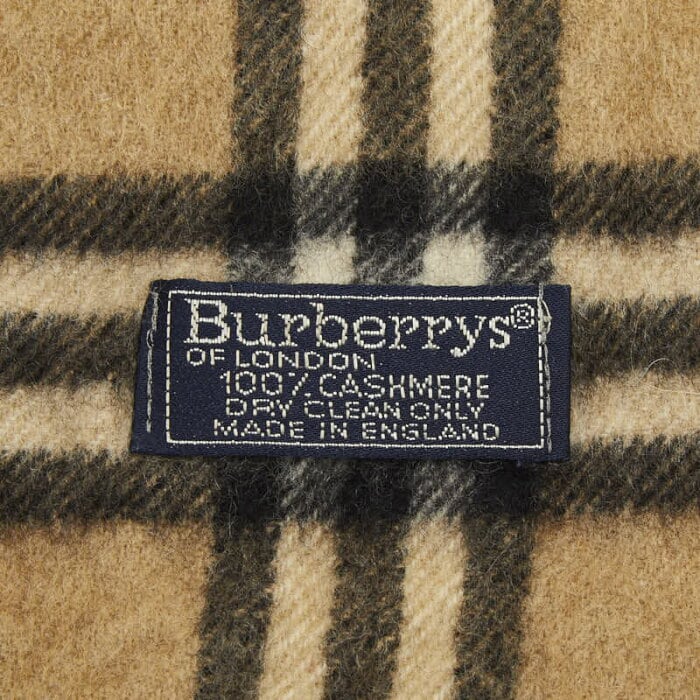 Burberrys®
OF LONDON
100% CASHMERE
DRY CLEAN ONLY
MADE IN ENGLAND